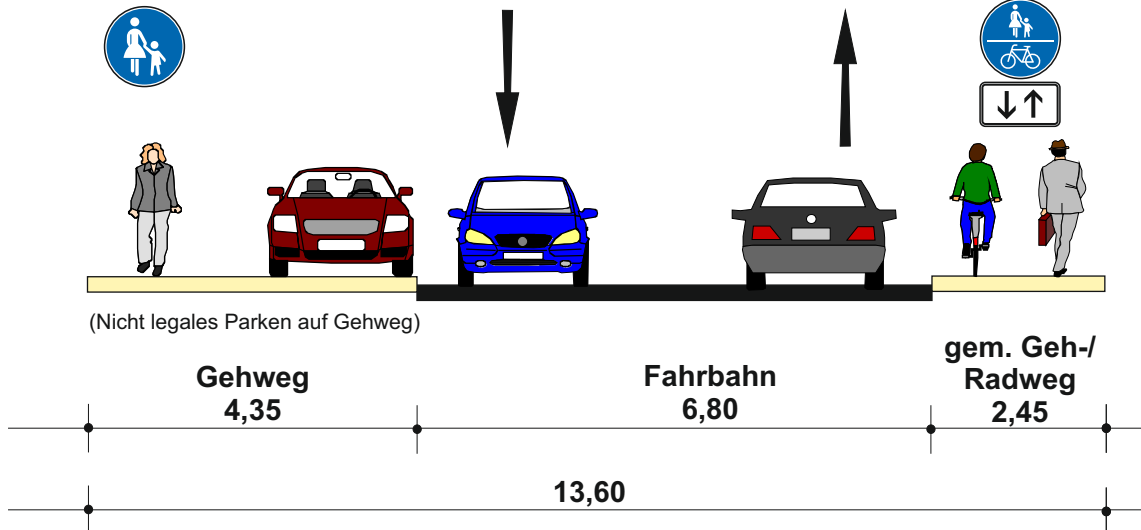 (Nicht legales Parken auf Gehweg)
Gehweg
4,35
Fahrbahn
6,80
gem. Geh-/
Radweg
2,45
13,60